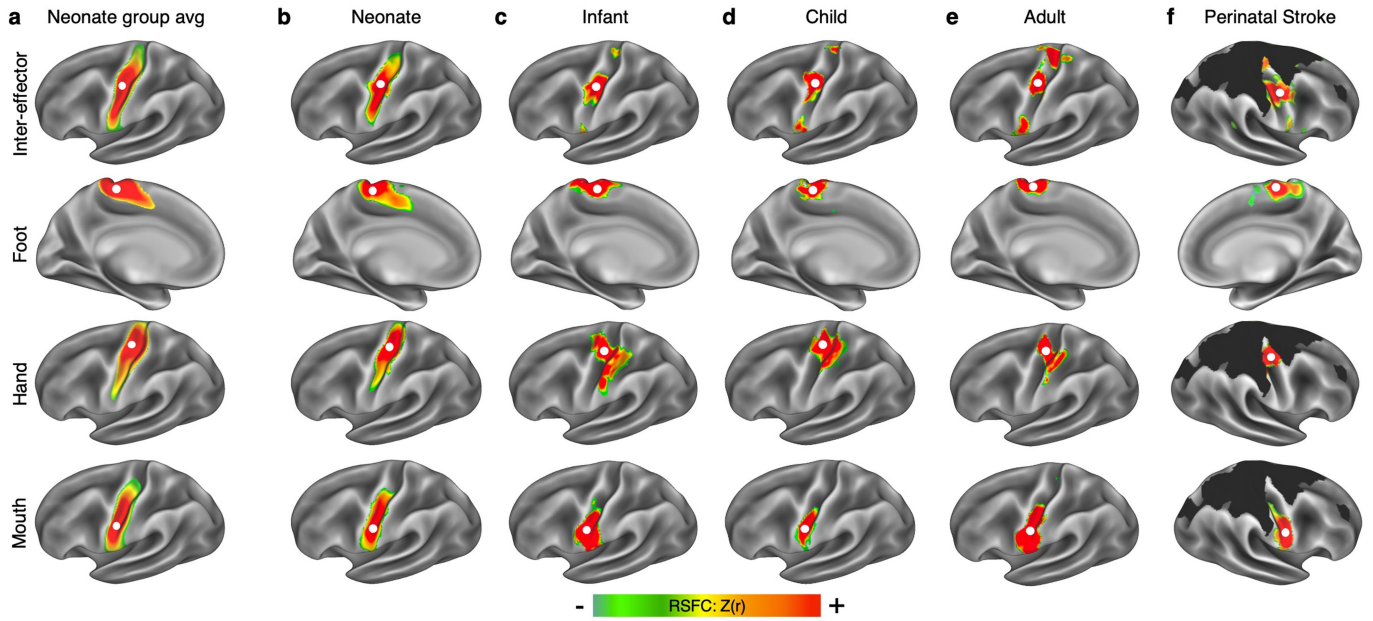 a Neonate group avg
b Neonate
c Infant
d Child
e Adult
f Perinatal Stroke
Inter-effector
Foot
Hand
Mouth
- RSFC: Z(r) +